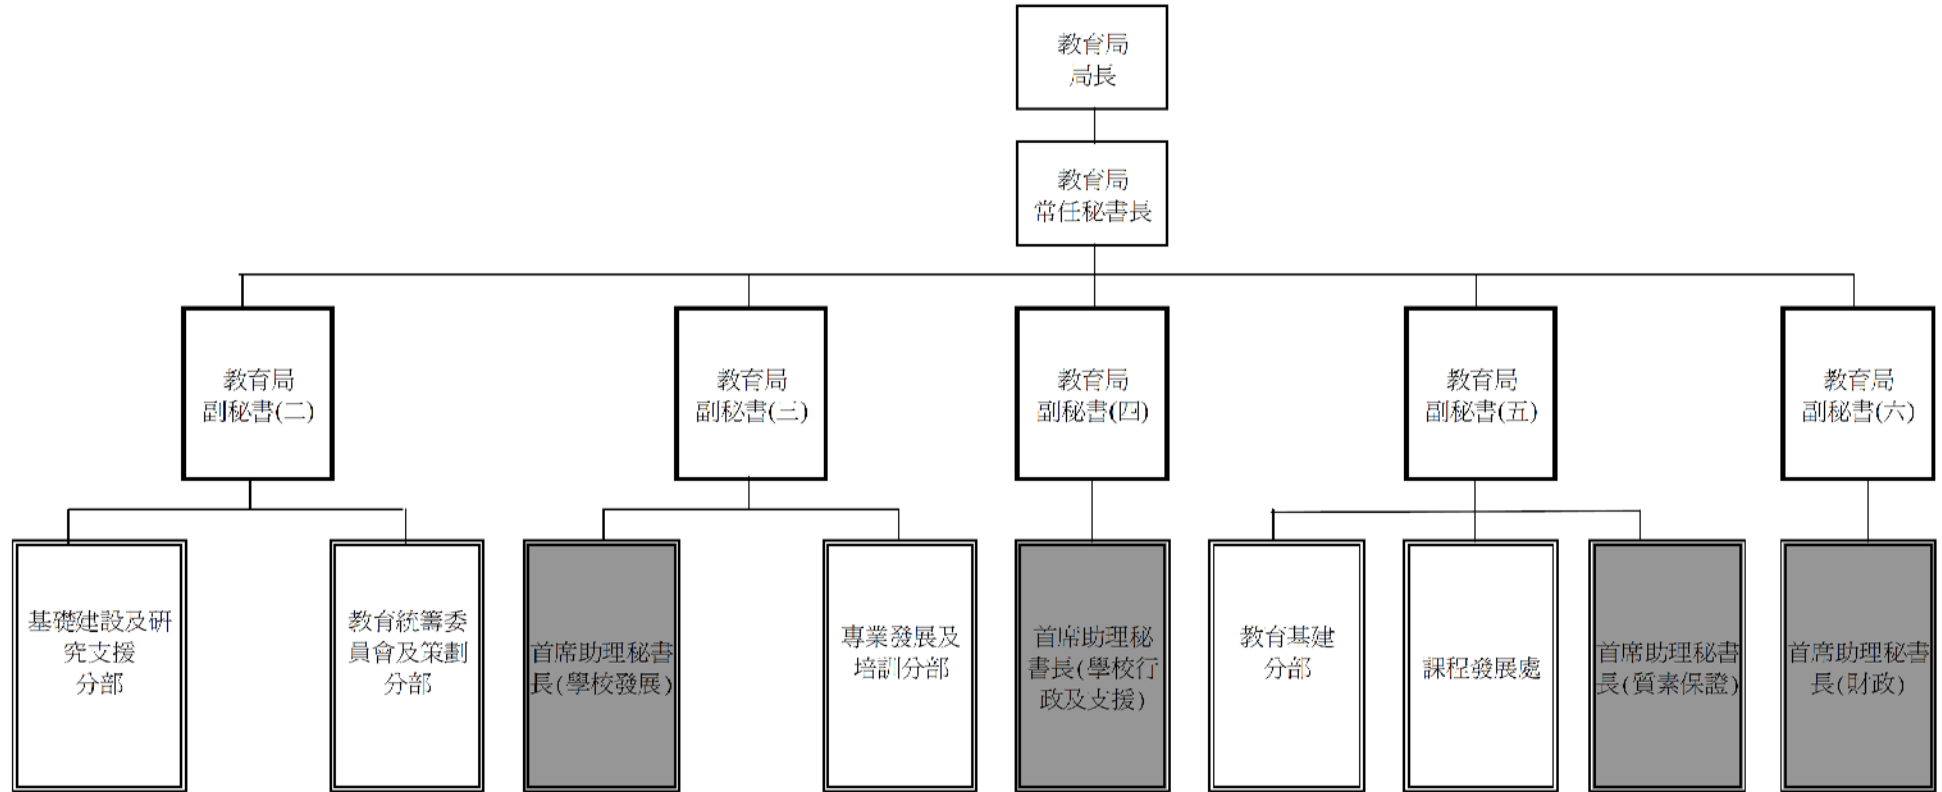 教育局
局長
教育局
常任秘書長
教育局
副秘書(二)
教育局
副秘書(三)
教育局
副秘書(四)
教育局
副秘書(五)
教育局
副秘書(六)
基礎建設及研
究支援
分部
教育統籌委
員會及策劃
分部
首席助理秘書
長(學校發展)
專業發展及
培訓分部
首席助理秘
書長(學校行
政及支援)
教育基建
分部
課程發展處
首席助理秘書
長(質素保證)
首席助理秘書
長(財政)